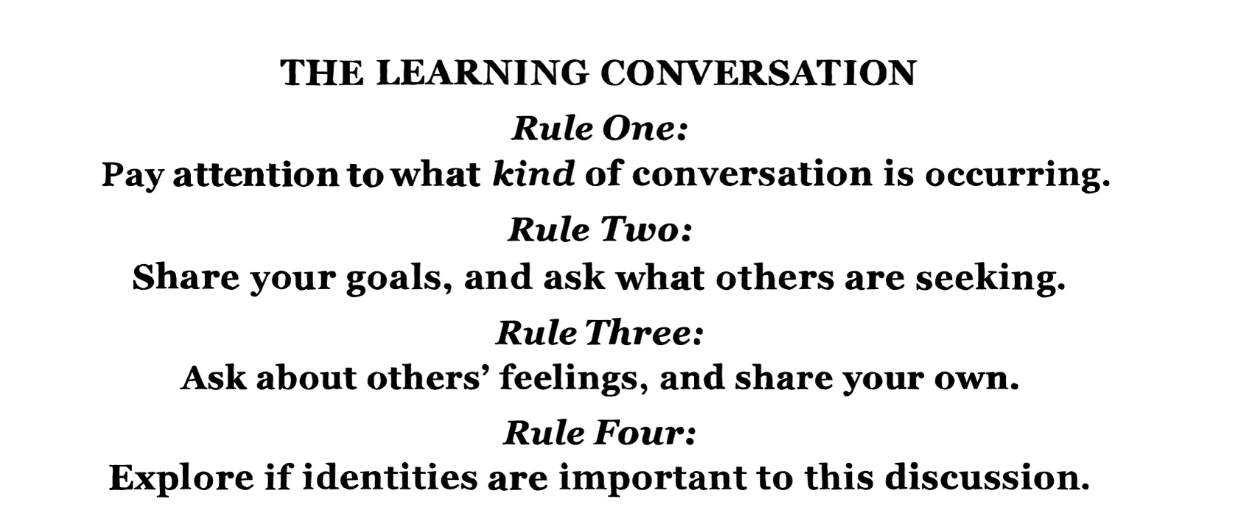 THE LEARNING CONVERSATION
Rule One:
Pay attention to what kind of conversation is occurring.
Rule Two:
Share your goals, and ask what others are seeking.
Rule Three:
Ask about others’ feelings, and share your own.
Rule Four:
Explore if identities are important to this discussion.